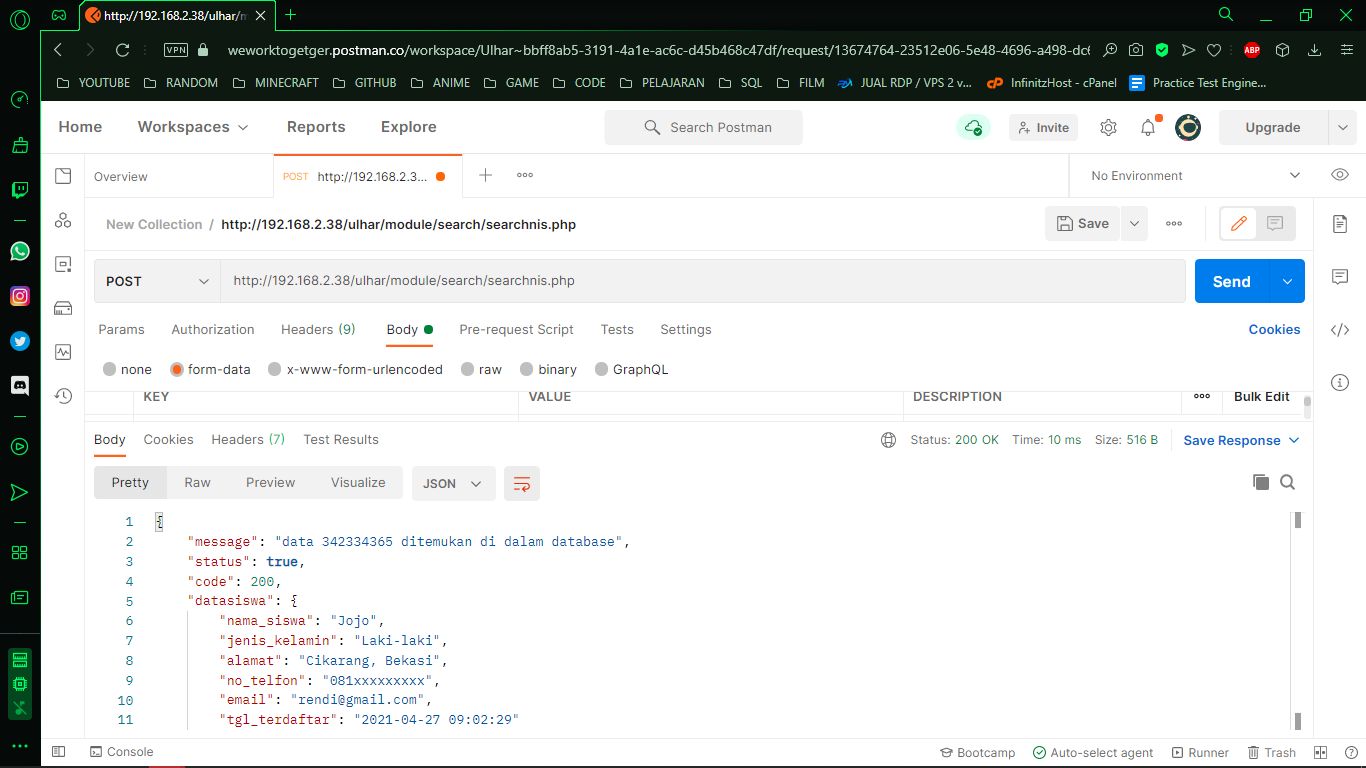 http://192.168.2.38/ulhar/m
VPN weworktogetger.postman.co/workspace/Ulhar~bbff8ab5-3191-4a1e-ac6c-d45b468c47df/request/13674764-23512e06-5e48-4696-a498-dc6 ABP
YOUTUBE RANDOM MINECRAFT GITHUB ANIME GAME CODE PELAJARAN SQL FILM JUAL RDP / VPS 2 v... InfinitzHost - cPanel Practice Test Engine...
Home Workspaces Reports Explore Search Postman Invite Upgrade
Overview POST http://192.168.2.3... No Environment
New Collection / http://192.168.2.38/ulhar/module/search/searchnis.php Save
POST http://192.168.2.38/ulhar/module/search/searchnis.php Send
Params Authorization Headers (9) Body Pre-request Script Tests Settings Cookies
none form-data x-www-form-urlencoded raw binary GraphQL
KEY VALUE DESCRIPTION Bulk Edit
Body Cookies Headers (7) Test Results Status: 200 OK Time: 10 ms Size: 516 B Save Response
Pretty Raw Preview Visualize JSON
1 {
2 "message": "data 342334365 ditemukan di dalam database",
3 "status": true,
4 "code": 200,
5 "datasiswa": {
6 "nama_siswa": "Jojo",
7 "jenis_kelamin": "Laki-laki",
8 "alamat": "Cikarang, Bekasi",
9 "no_telfon": "081xxxxxxxxx",
10 "email": "rendi@gmail.com",
11 "tgl_terdaftar": "2021-04-27 09:02:29"
Console Bootcamp Auto-select agent Runner Trash